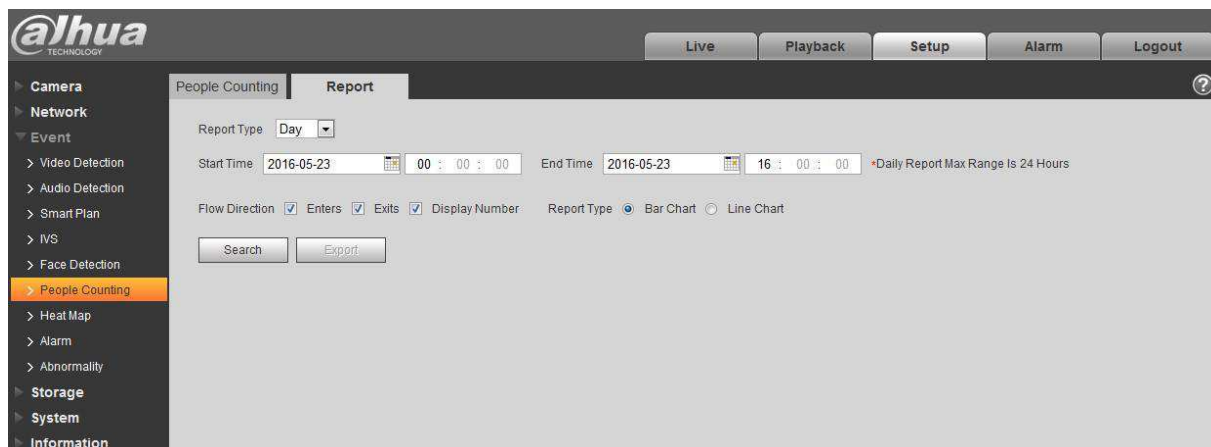 alhua
TECHNOLOGY
Live Playback Setup Alarm Logout
Camera
Network
Event
Video Detection
Audio Detection
Smart Plan
IVS
Face Detection
People Counting
Heat Map
Alarm
Abnormality
Storage
System
Information
People Counting Report ?
Report Type Day
Start Time 2016-05-23 00 : 00 : 00 End Time 2016-05-23 16 : 00 : 00 *Daily Report Max Range Is 24 Hours
Flow Direction Enters Exits Display Number Report Type Bar Chart Line Chart
Search Export